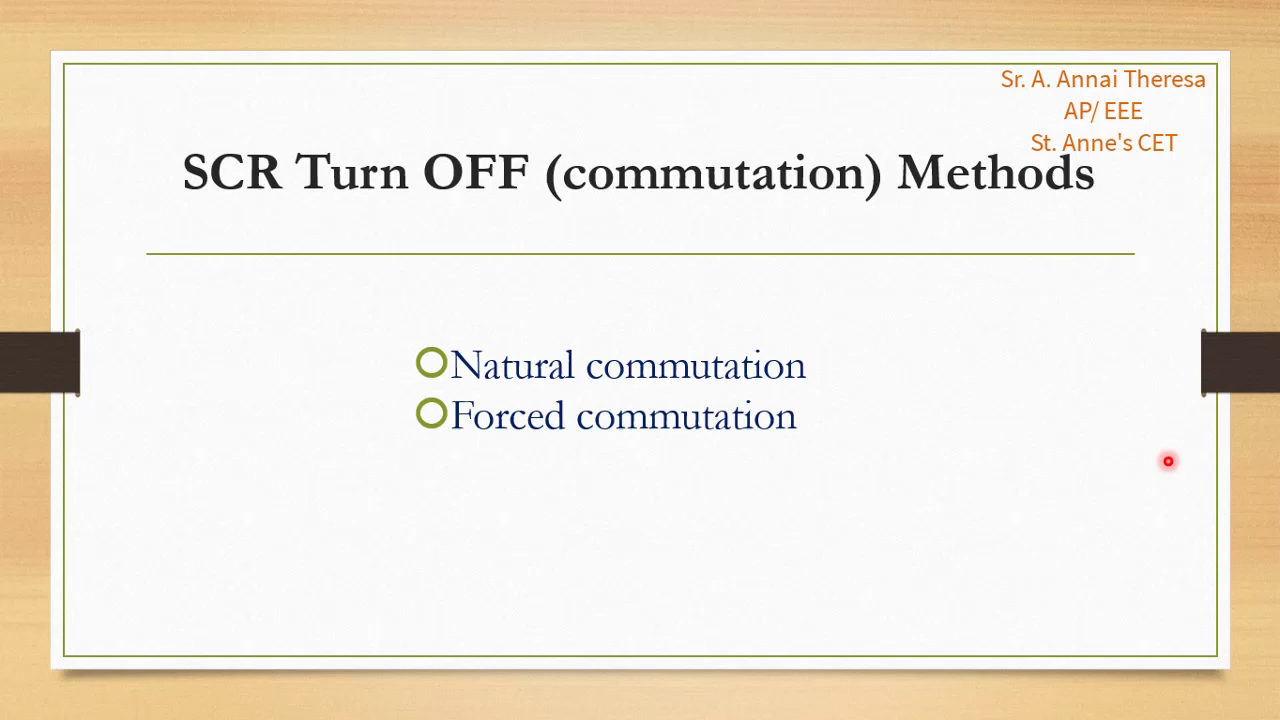 Sr. A. Annai Theresa
AP/ EEE
St. Anne's CET
SCR Turn OFF (commutation) Methods
Natural commutation
Forced commutation